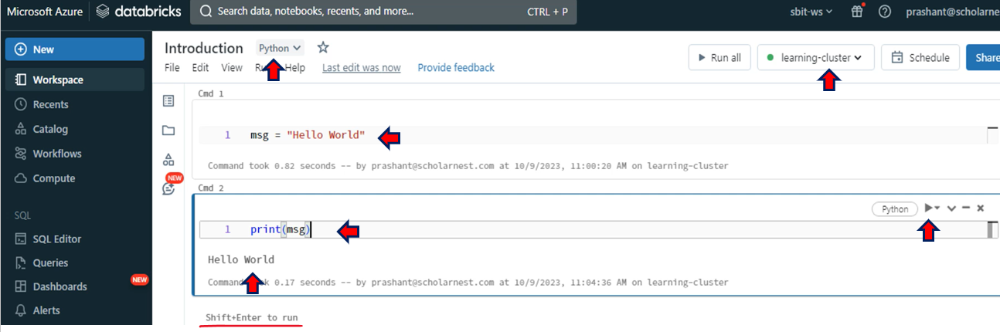 Microsoft Azure databricks Search data, notebooks, recents, and more... CTRL + P sbit-ws prashant@scholarne
New
Workspace
Recents
Catalog
Workflows
Compute
SQL
SQL Editor
Queries
Dashboards NEW
Alerts
Introduction Python
File Edit View Help Last edit was now Provide feedback
Run all learning-cluster Schedule Share
NEW
Cmd 1
1 msg = "Hello World"
Command took 0.82 seconds -- by prashant@scholarnest.com at 10/9/2023, 11:00:20 AM on learning-cluster
Cmd 2
Python
1 print(msg)
Hello World
Command k 0.17 seconds -- by prashant@scholarnest.com at 10/9/2023, 11:04:36 AM on learning-cluster
Shift+Enter to run